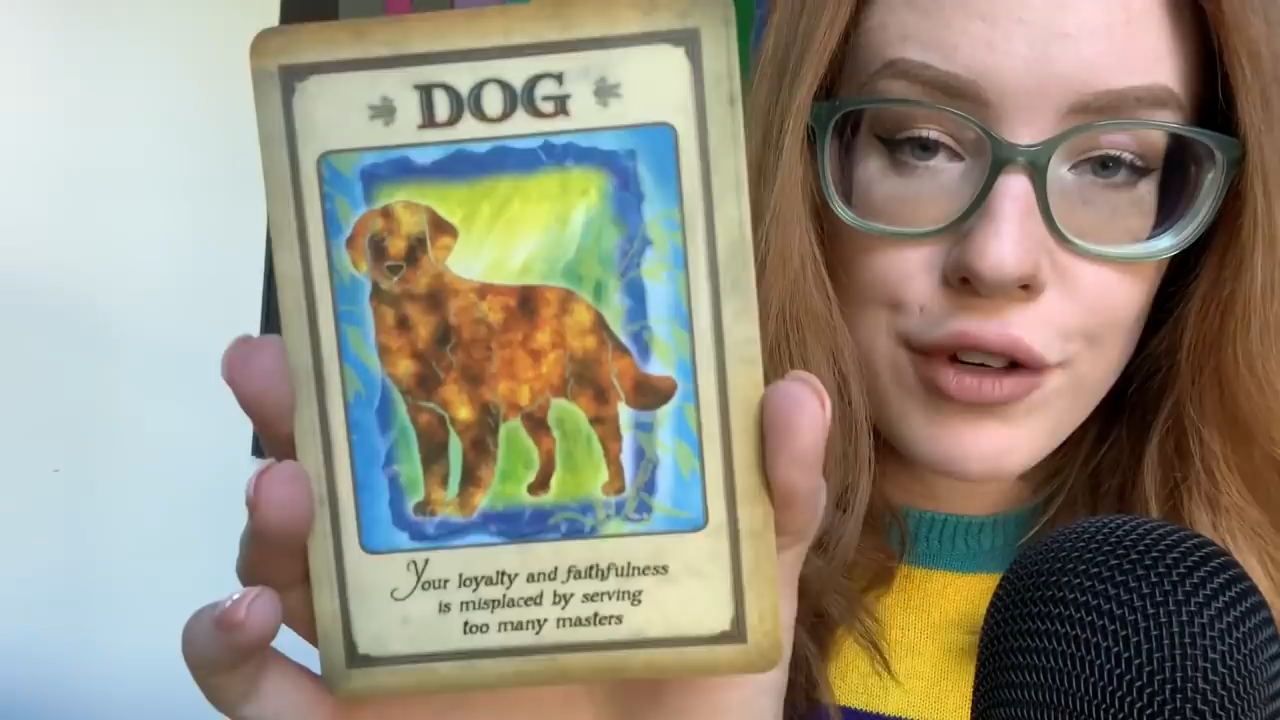 DOG
Your loyalty and faithfulness
is misplaced by serving
too many masters